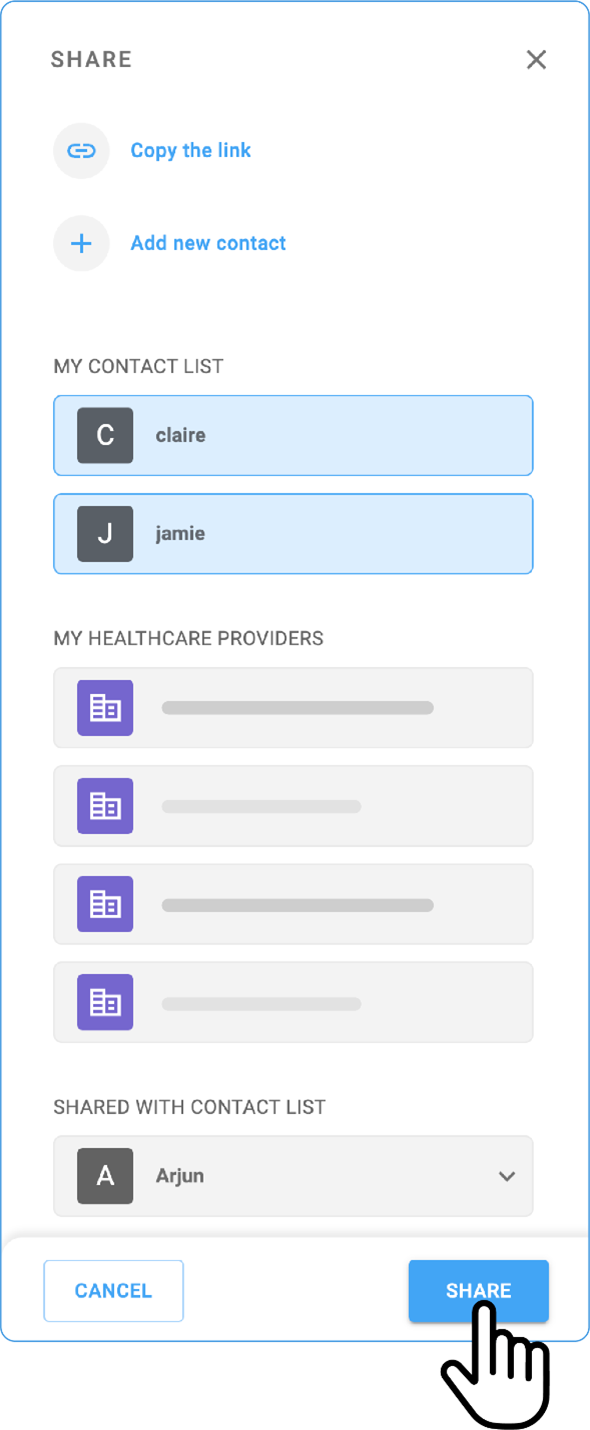 SHARE
Copy the link
Add new contact
MY CONTACT LIST
C claire
J jamie
MY HEALTHCARE PROVIDERS
SHARED WITH CONTACT LIST
A Arjun
CANCEL SHARE